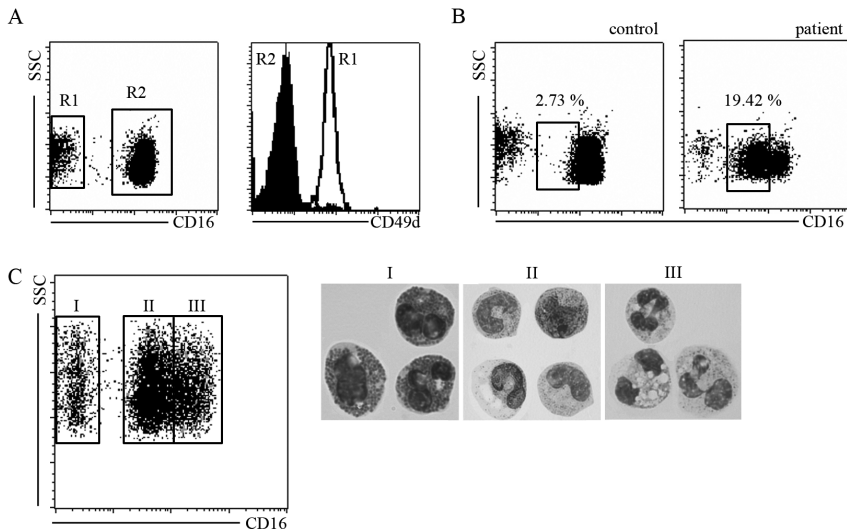 A
SSC
R1
R2
CD16
R2
R1
CD49d
B
control
patient
SSC
2.73 %
19.42 %
CD16
C
SSC
I
II
III
CD16
I
II
III